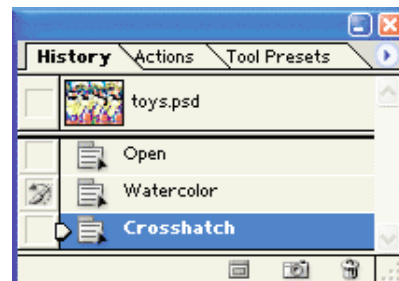 History Actions Tool Presets
toys.psd
Open
Watercolor
Crosshatch